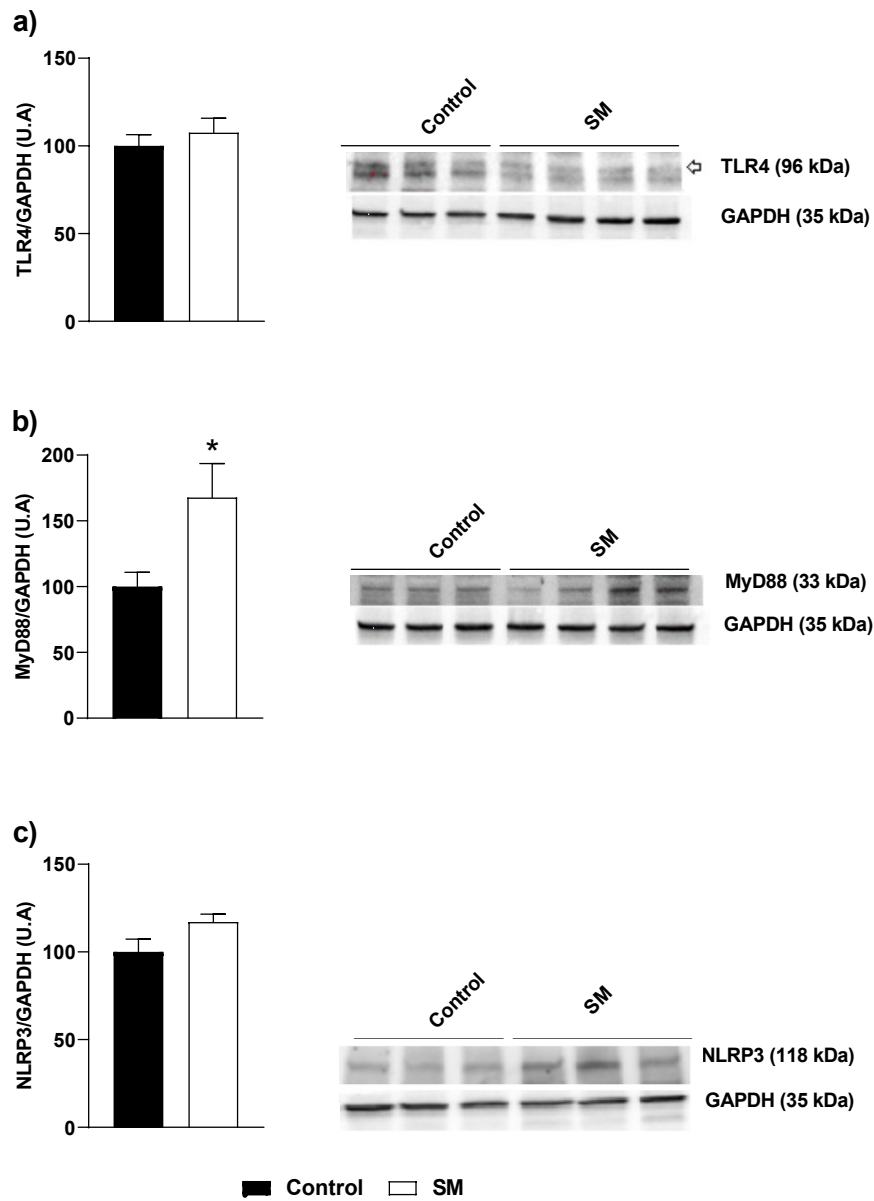 a)
150
100
50
0
TLR4/GAPDH (U.A)
Control
SM
TLR4 (96 kDa)
GAPDH (35 kDa)
b)
200
150
100
50
0
MyD88/GAPDH (U.A)
*
Control
SM
MyD88 (33 kDa)
GAPDH (35 kDa)
c)
150
100
50
0
NLRP3/GAPDH (U.A)
Control
SM
NLRP3 (118 kDa)
GAPDH (35 kDa)
Control SM